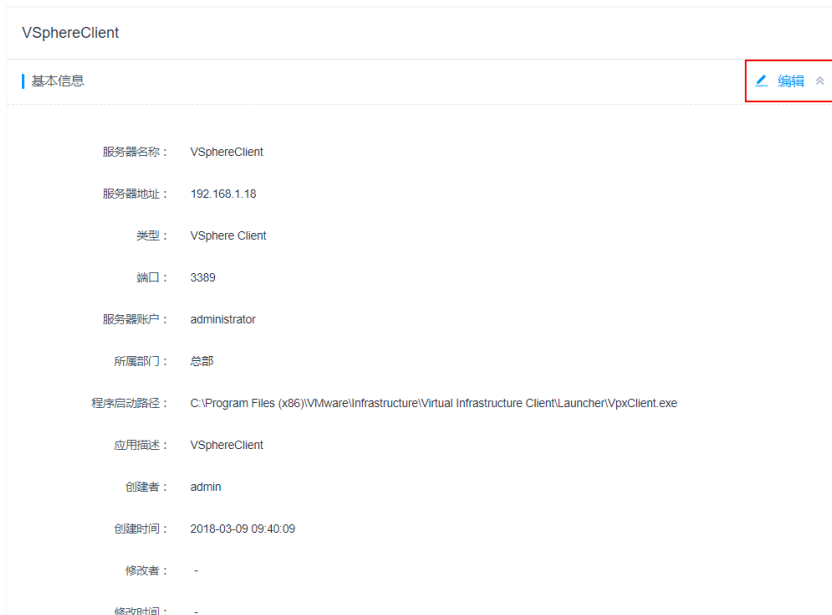 VSphereClient
基本信息 编辑
服务器名称： VSphereClient
服务器地址： 192.168.1.18
类型： VSphere Client
端口： 3389
服务器账户： administrator
所属部门： 总部
程序启动路径： C:\Program Files (x86)\VMware\Infrastructure\Virtual Infrastructure Client\Launcher\VpxClient.exe
应用描述： VSphereClient
创建者： admin
创建时间： 2018-03-09 09:40:09
修改者： -
修改时间： -